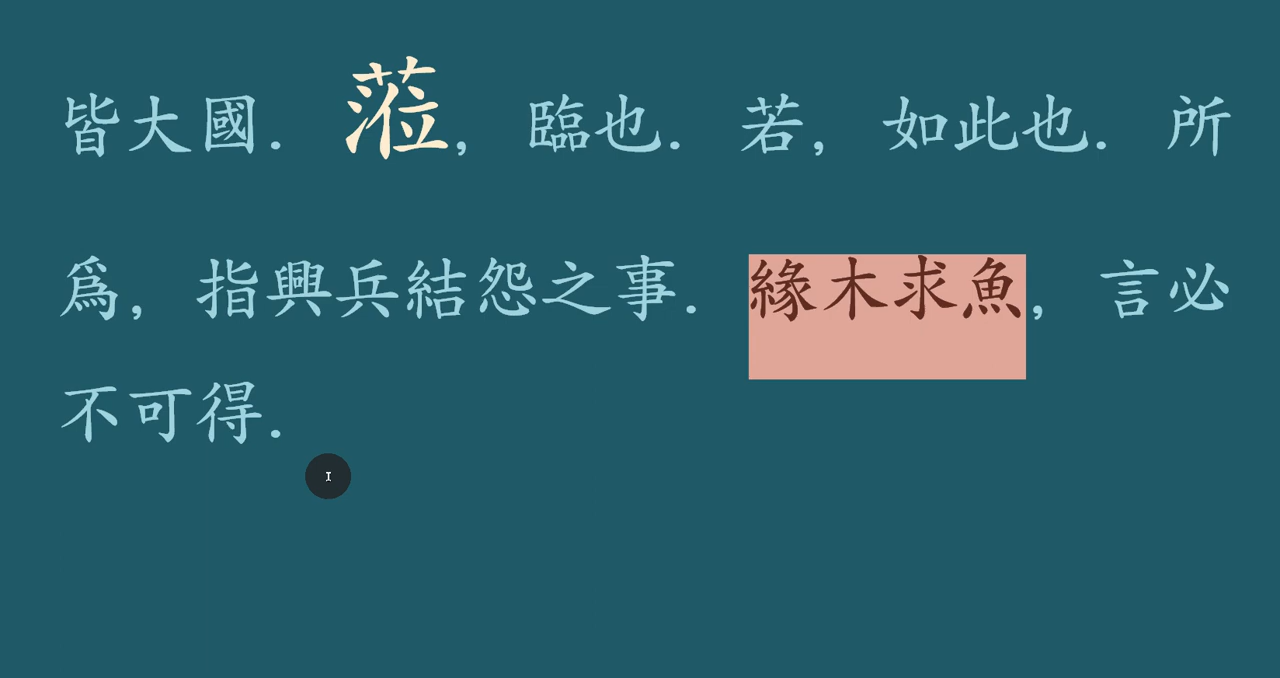 皆大國. 蒞, 臨也. 若, 如此也. 所
爲, 指興兵結怨之事. 緣木求魚, 言必
不可得.